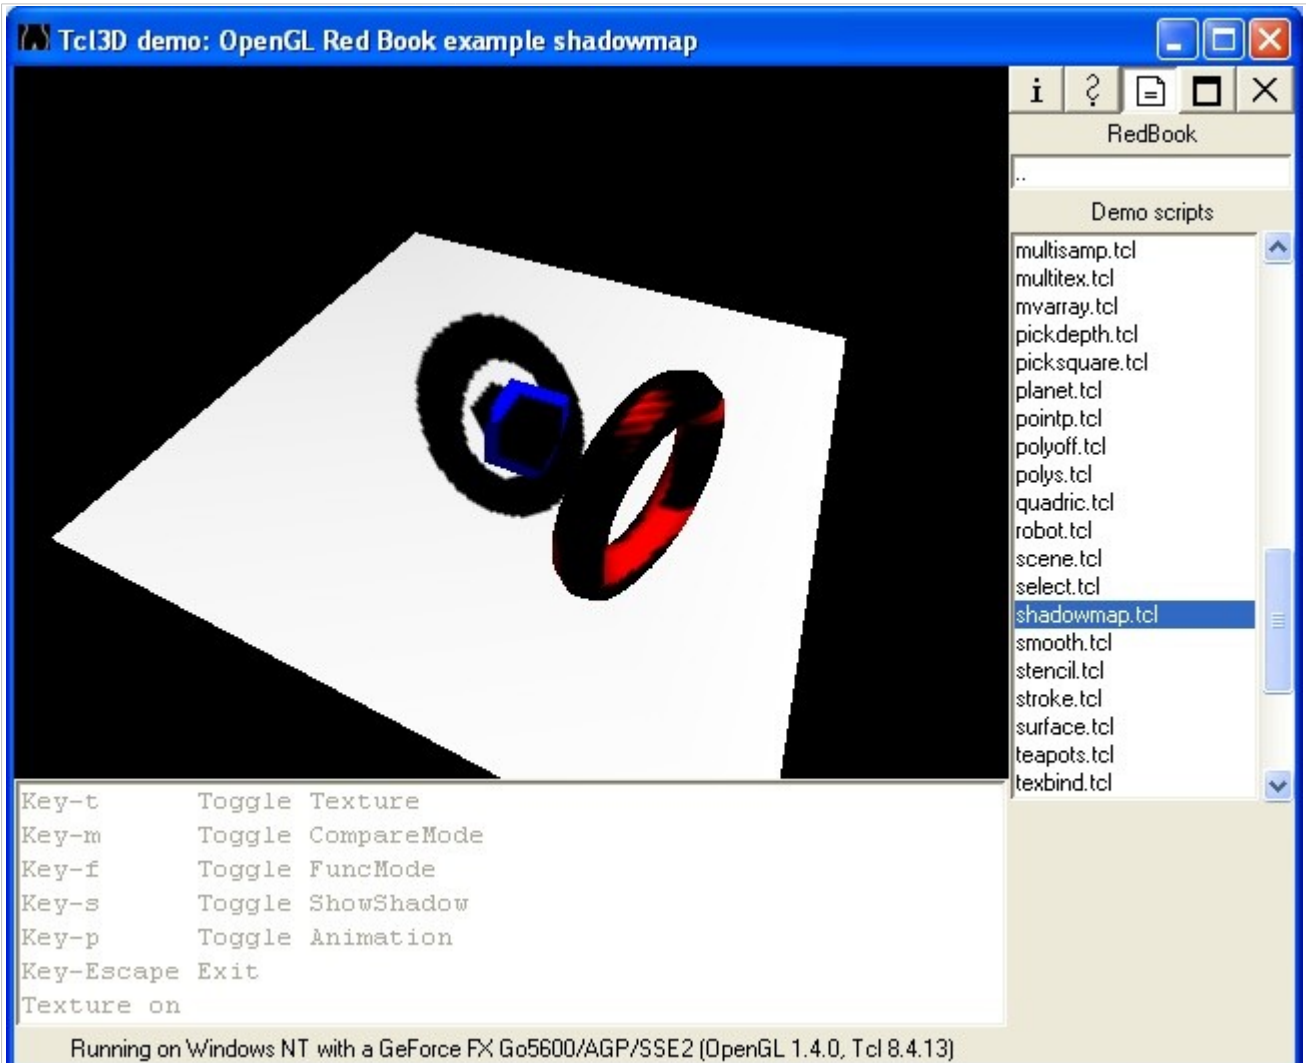 Tcl3D demo: OpenGL Red Book example shadowmap
i ?
RedBook
..
Demo scripts
multisamp.tcl
multitex.tcl
mvarray.tcl
pickdepth.tcl
picksquare.tcl
planet.tcl
pointp.tcl
polyoff.tcl
polys.tcl
quadric.tcl
robot.tcl
scene.tcl
select.tcl
shadowmap.tcl
smooth.tcl
stencil.tcl
stroke.tcl
surface.tcl
teapots.tcl
texbind.tcl
Key-t Toggle Texture
Key-m Toggle CompareMode
Key-f Toggle FuncMode
Key-s Toggle ShowShadow
Key-p Toggle Animation
Key-Escape Exit
Texture on
Running on Windows NT with a GeForce FX Go5600/AGP/SSE2 (OpenGL 1.4.0, Tcl 8.4.13)